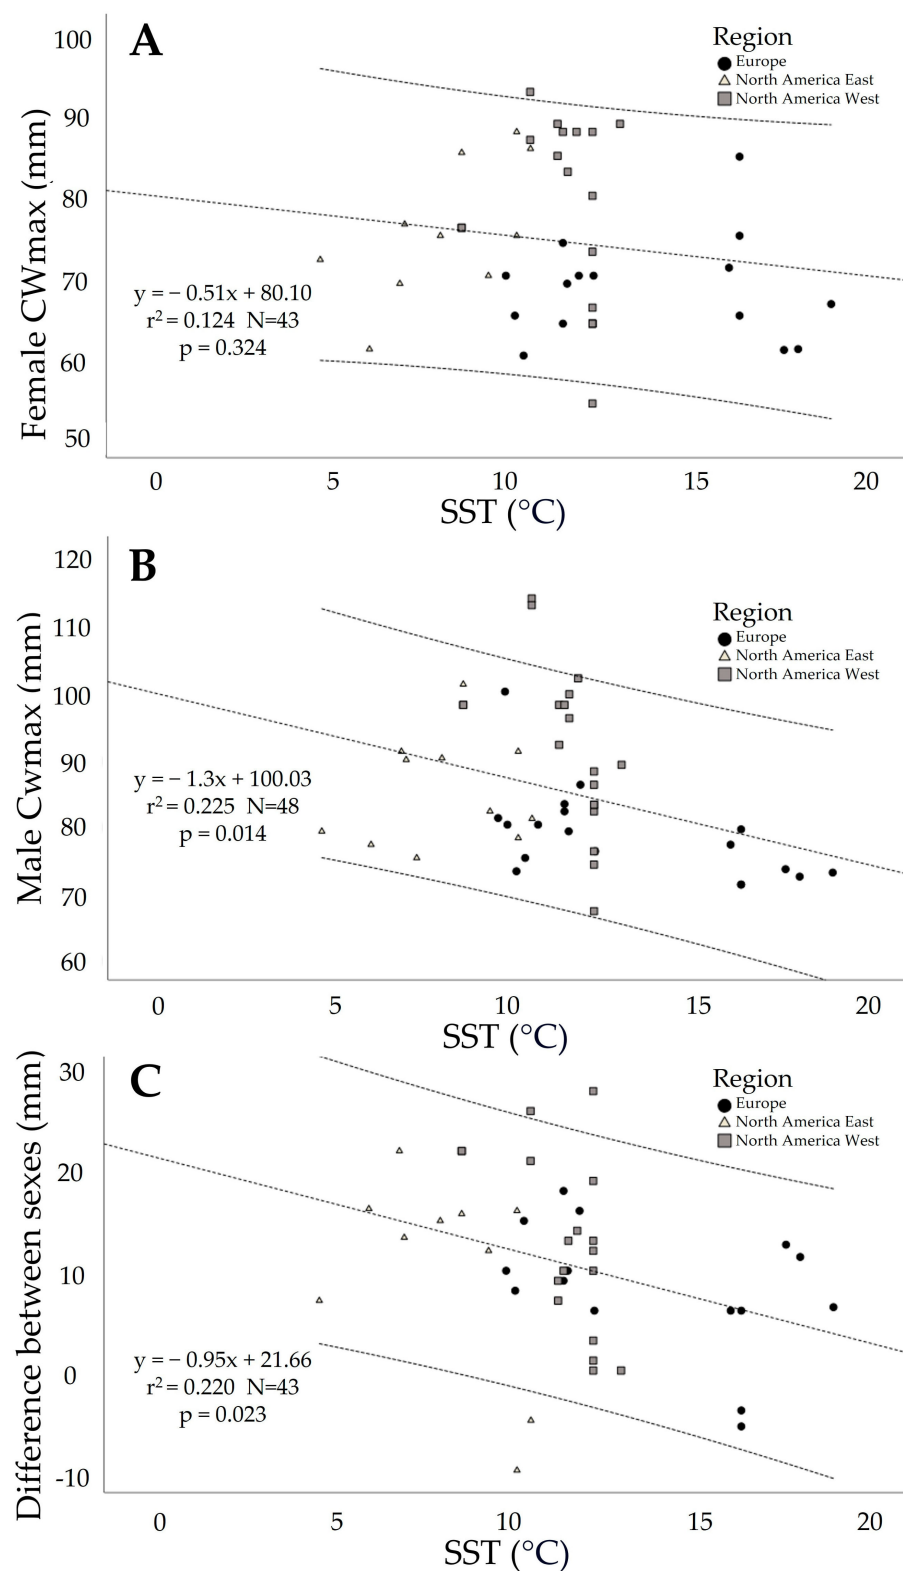 A
Region
Europe
North America East
North America West
100
90
80
70
60
50
Female CWmax (mm)
y = − 0.51x + 80.10
r² = 0.124 N=43
p = 0.324
0 5 10 15 20
SST (°C)
B
Region
Europe
North America East
North America West
120
110
100
90
80
70
60
Male Cwmax (mm)
y = − 1.3x + 100.03
r² = 0.225 N=48
p = 0.014
0 5 10 15 20
SST (°C)
C
Region
Europe
North America East
North America West
30
20
10
0
-10
Difference between sexes (mm)
y = − 0.95x + 21.66
r² = 0.220 N=43
p = 0.023
0 5 10 15 20
SST (°C)